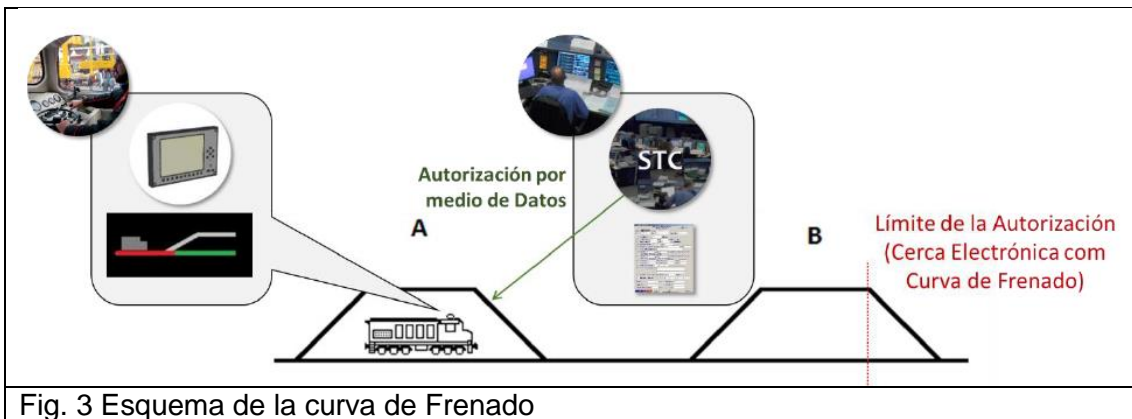 STC
Autorización por
medio de Datos
A
B
Límite de la Autorización
(Cerca Electrónica com
Curva de Frenado)
Fig. 3 Esquema de la curva de Frenado